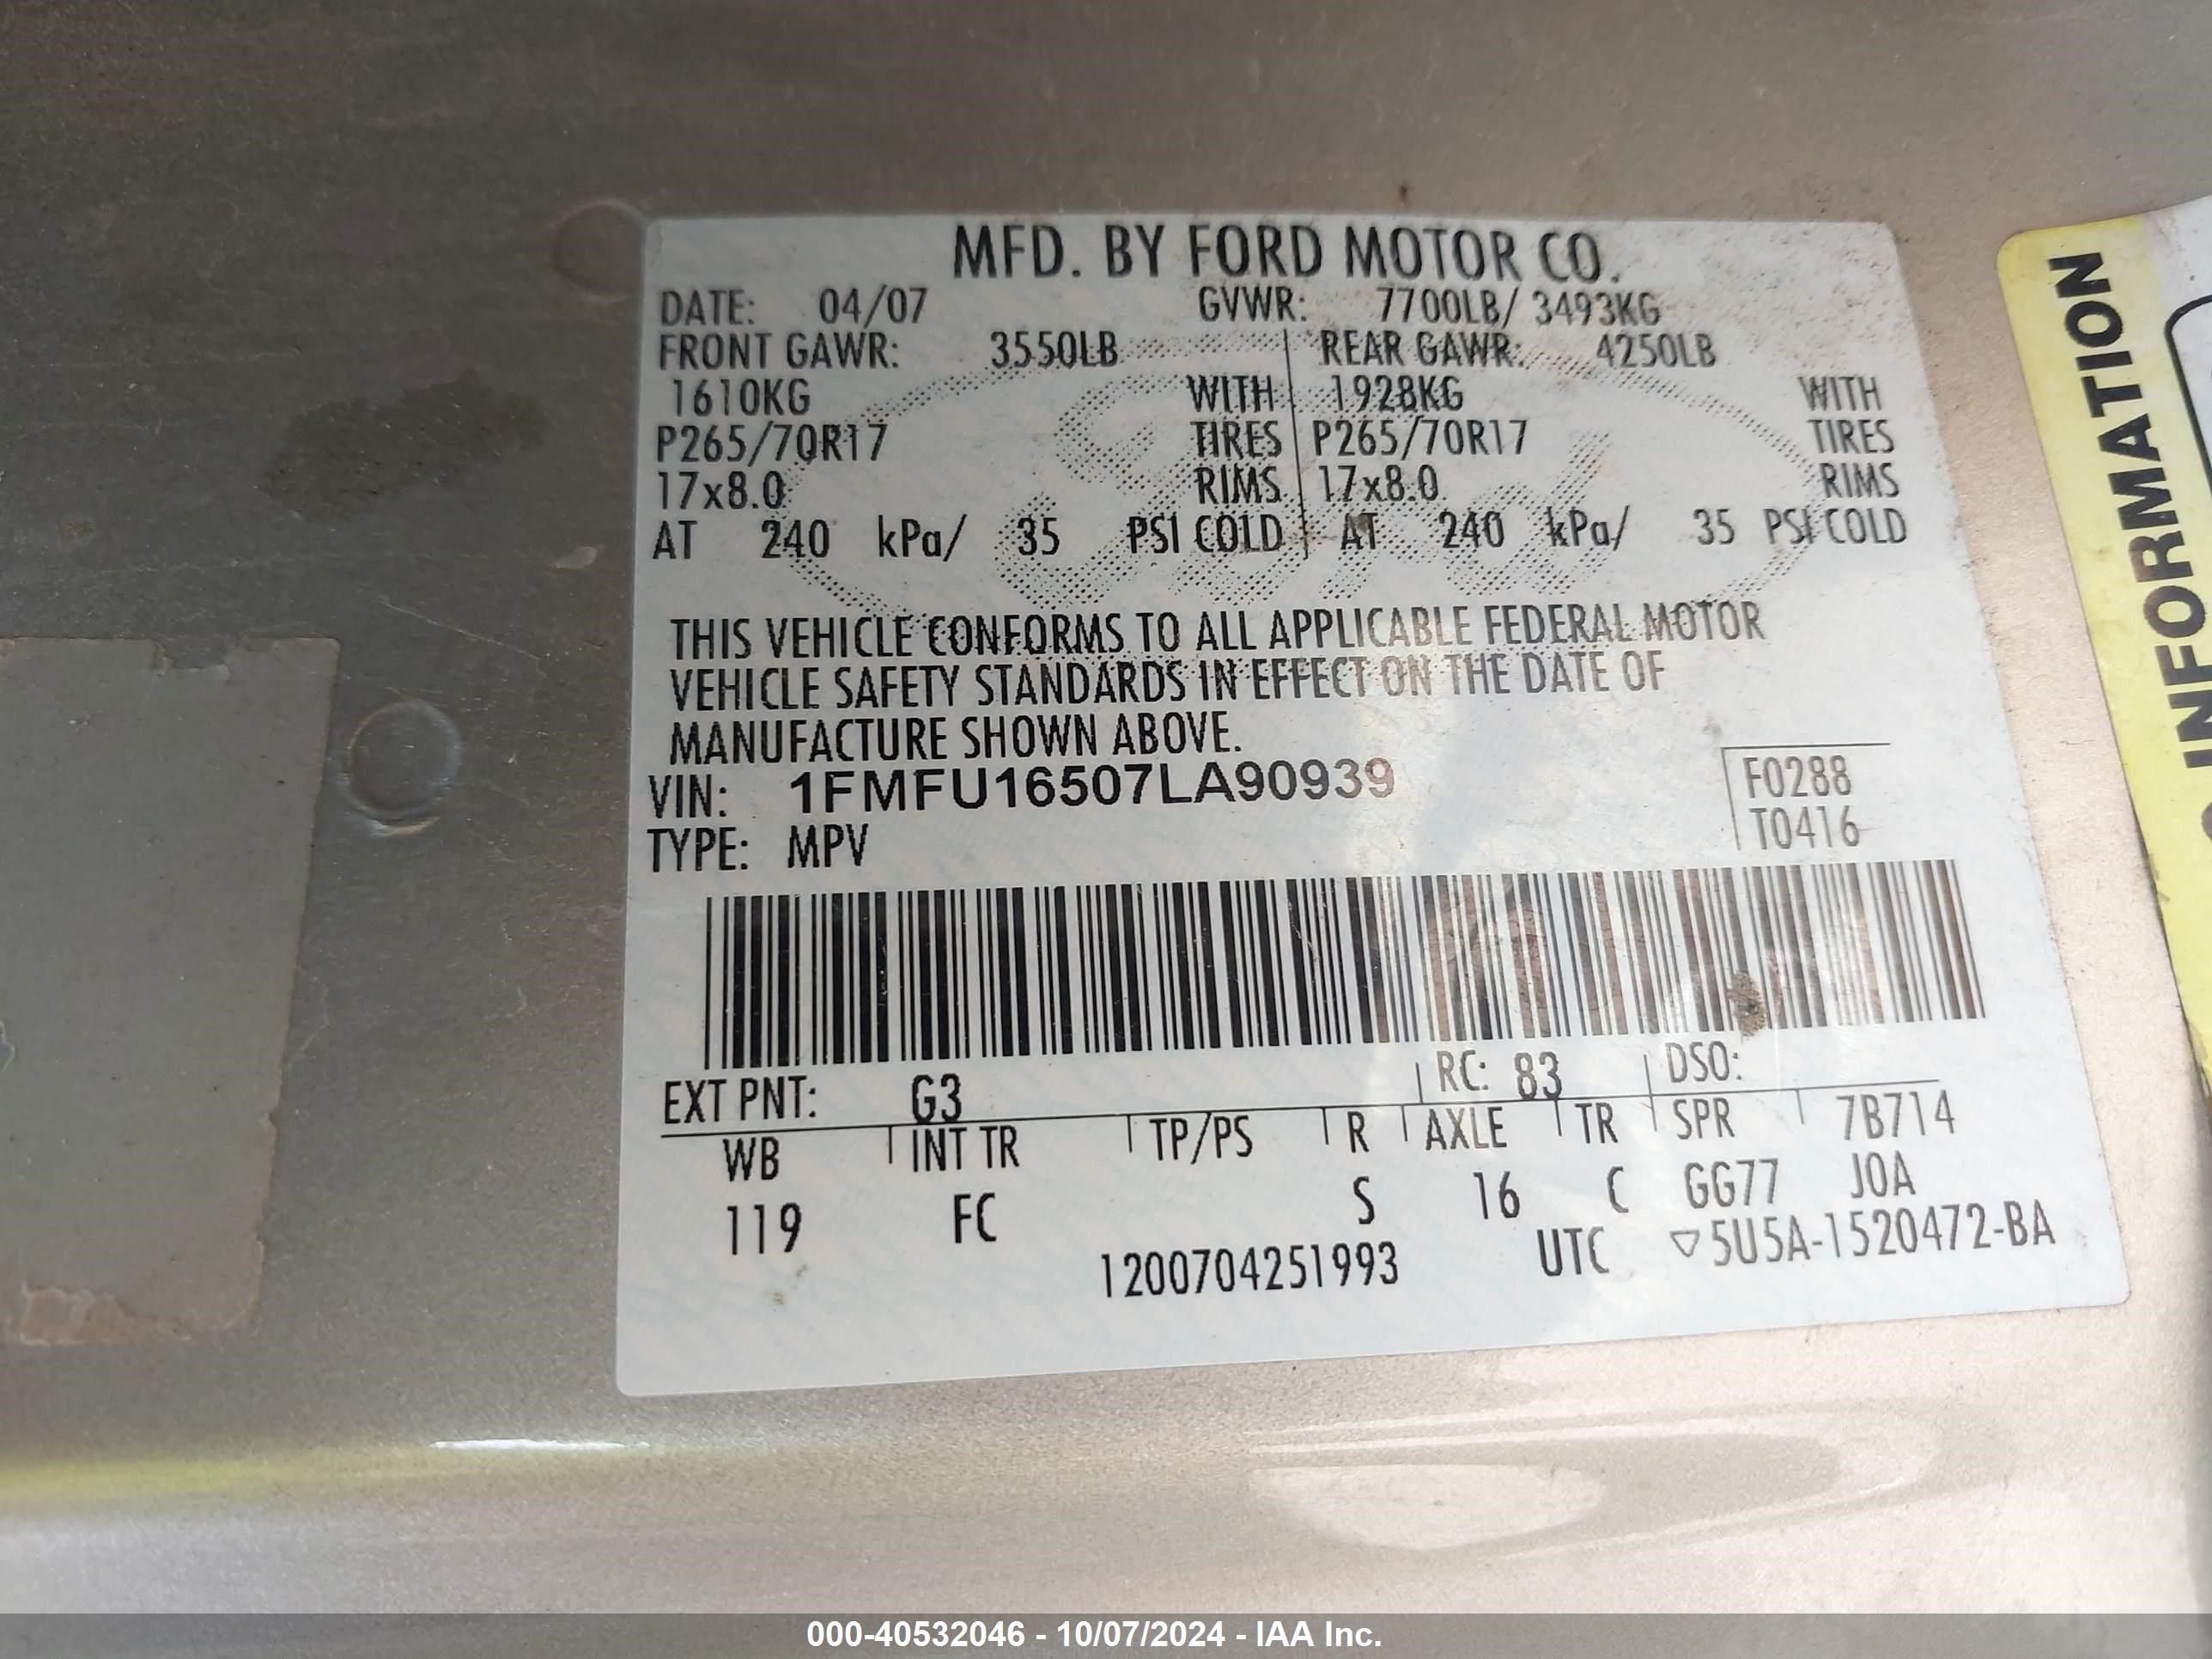 MFD. BY FORD MOTOR CO.
DATE: 04/07 GVWR: 7700LB/ 3493KG
FRONT GAWR: 3550LB REAR GAWR: 4250LB
1610KG WITH 1928KG WITH
P265/70R17 TIRES P265/70R17 TIRES
17x8.0 RIMS 17x8.0 RIMS
AT 240 kPa/ 35 PSI COLD AT 240 kPa/ 35 PSI COLD
THIS VEHICLE CONFORMS TO ALL APPLICABLE FEDERAL MOTOR
VEHICLE SAFETY STANDARDS IN EFFECT ON THE DATE OF
MANUFACTURE SHOWN ABOVE.
VIN: 1FMFU16507LA90939 F0288
TYPE: MPV T0416
EXT PNT: G3 RC: 83 DSO:
WB INT TR TP/PS R AXLE TR SPR 7B714
119 FC S 16 C GG77 J0A
1200704251993 UTC ▽5U5A-1520472-BA
INFORMATION
000-40532046 - 10/07/2024 - IAA Inc.